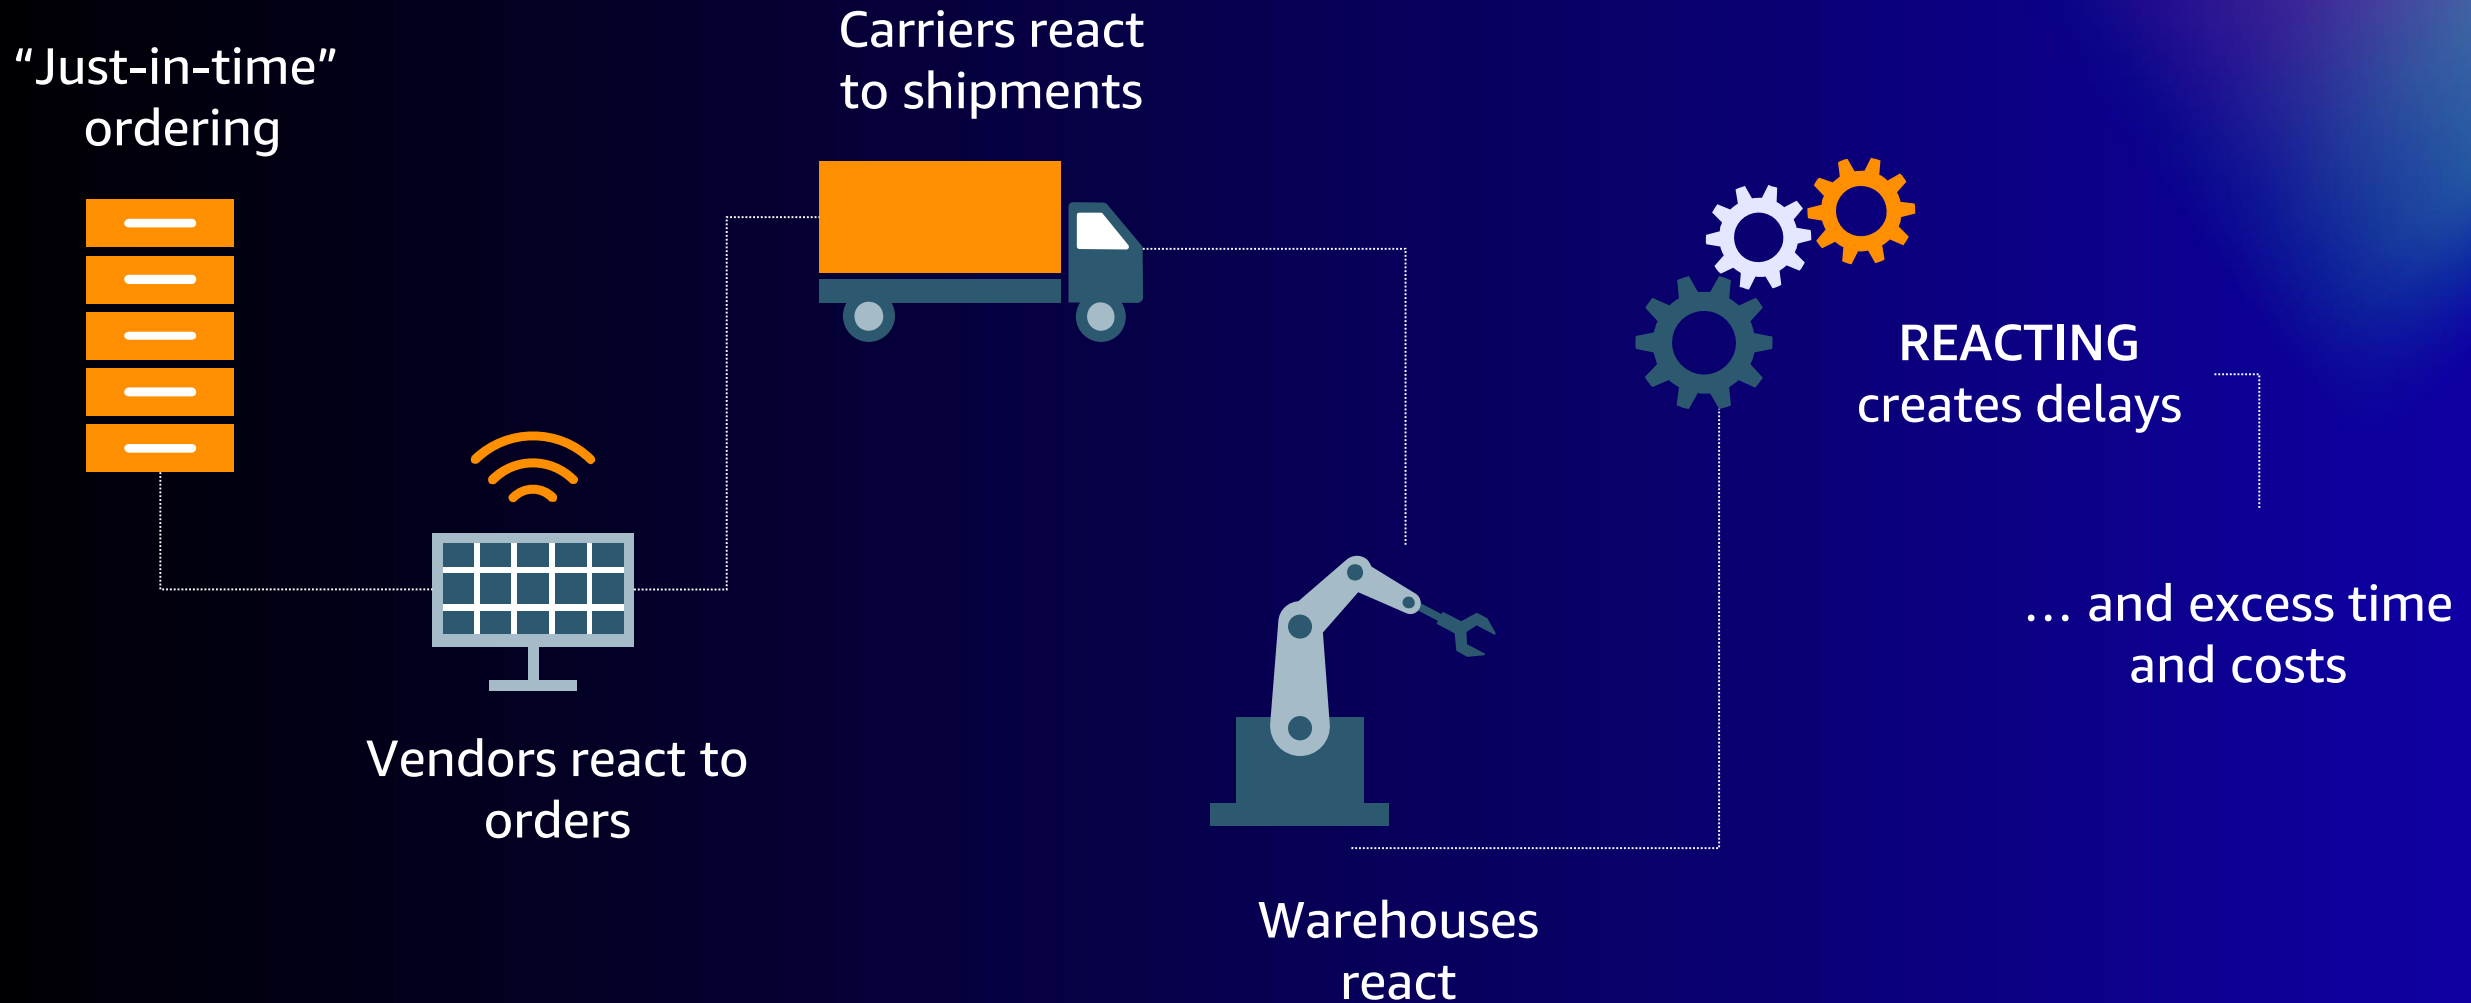 “Just-in-time”
ordering
Vendors react to
orders
Carriers react
to shipments
Warehouses
react
REACTING
creates delays
… and excess time
and costs